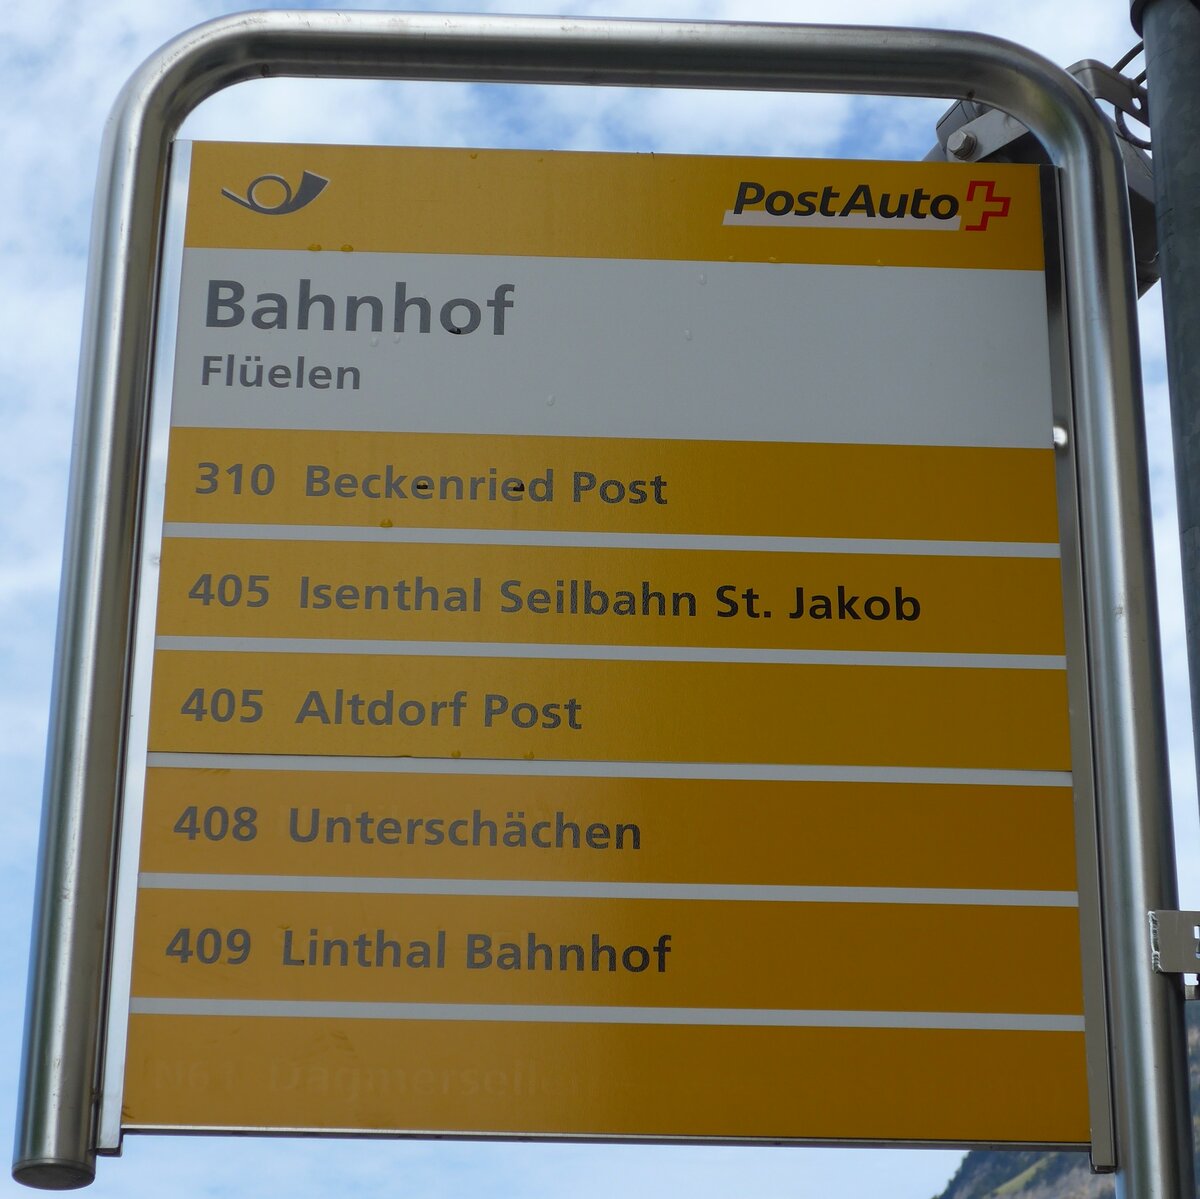 PostAuto
Bahnhof
Flüelen
310 Beckenried Post
405 Isenthal Seilbahn St. Jakob
405 Altdorf Post
408 Unterschächen
409 Linthal Bahnhof